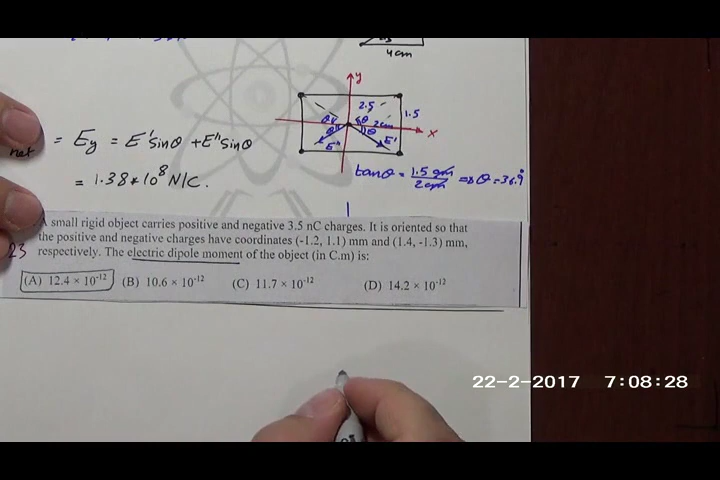 4cm
y
2.5
1.5
θ
θ
2cm
θ"
θ
x
E"
E'
= Ey = E' sinθ + E" sinθ
net
= 1.38*10⁸ N/C.
tanθ = 1.5 cm / 2 cm ⇒ θ = 36.9°
A small rigid object carries positive and negative 3.5 nC charges. It is oriented so that
the positive and negative charges have coordinates (-1.2, 1.1) mm and (1.4, -1.3) mm,
23 respectively. The electric dipole moment of the object (in C.m) is:
(A) 12.4 × 10⁻¹² (B) 10.6 × 10⁻¹² (C) 11.7 × 10⁻¹² (D) 14.2 × 10⁻¹²
22-2-2017 7:08:28